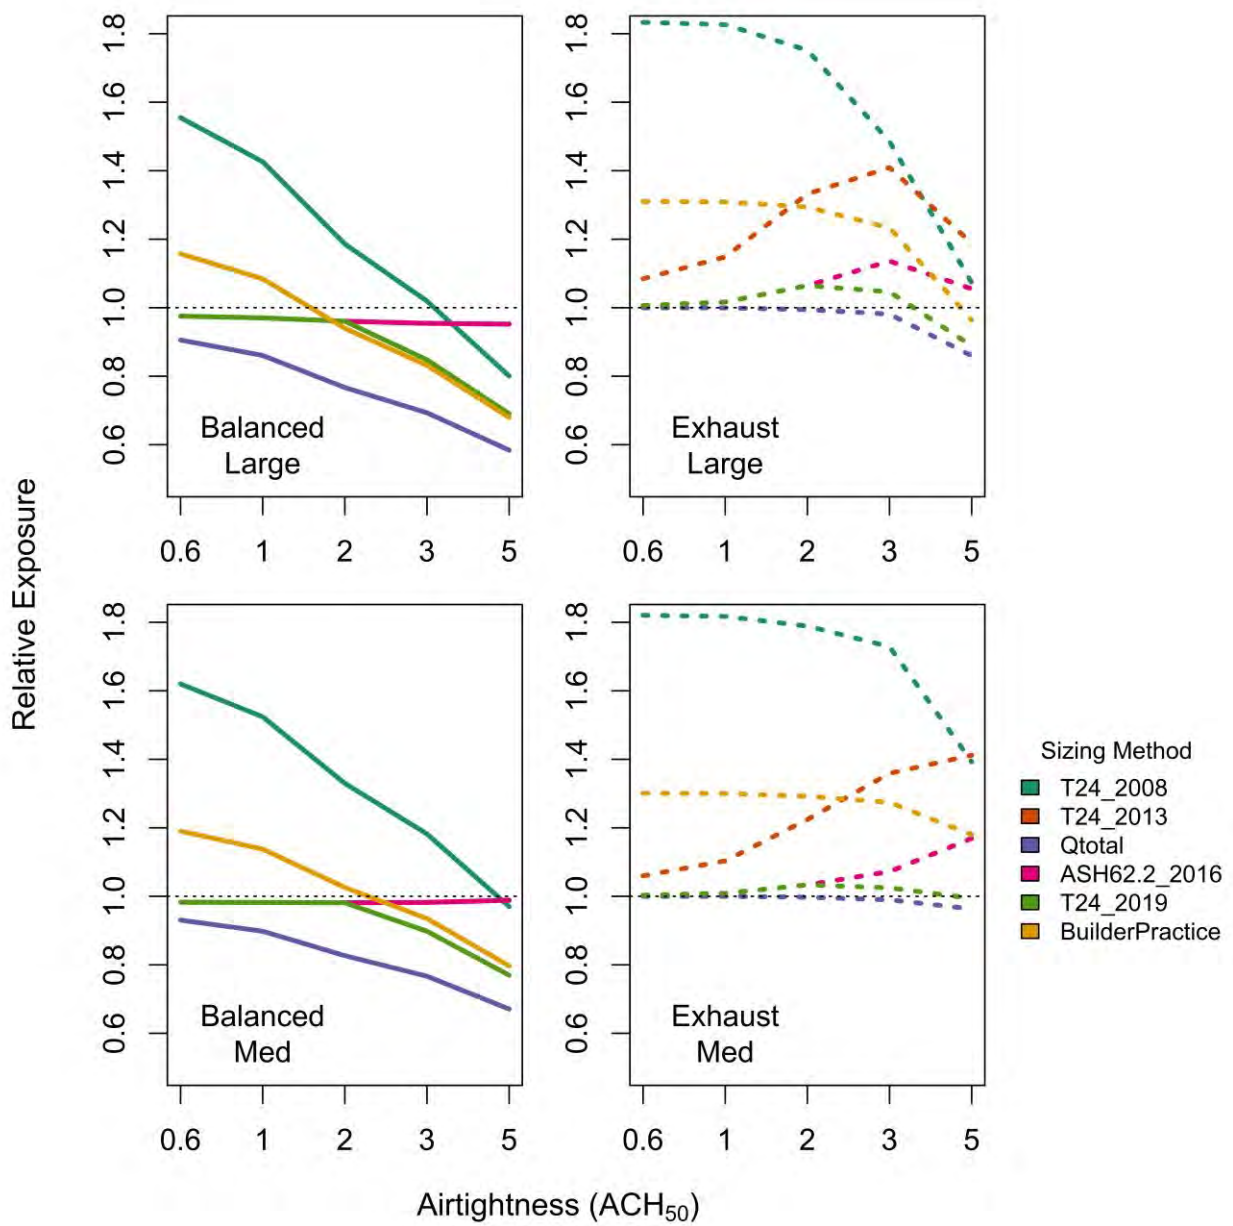 Relative Exposure
1.8
1.6
1.4
1.2
1.0
0.8
0.6
Balanced
Large
0.6 1 2 3 5
1.8
1.6
1.4
1.2
1.0
0.8
0.6
Exhaust
Large
0.6 1 2 3 5
1.8
1.6
1.4
1.2
1.0
0.8
0.6
Balanced
Med
0.6 1 2 3 5
1.8
1.6
1.4
1.2
1.0
0.8
0.6
Exhaust
Med
0.6 1 2 3 5
Airtightness (ACH₅₀)
Sizing Method
T24_2008
T24_2013
Qtotal
ASH62.2_2016
T24_2019
BuilderPractice